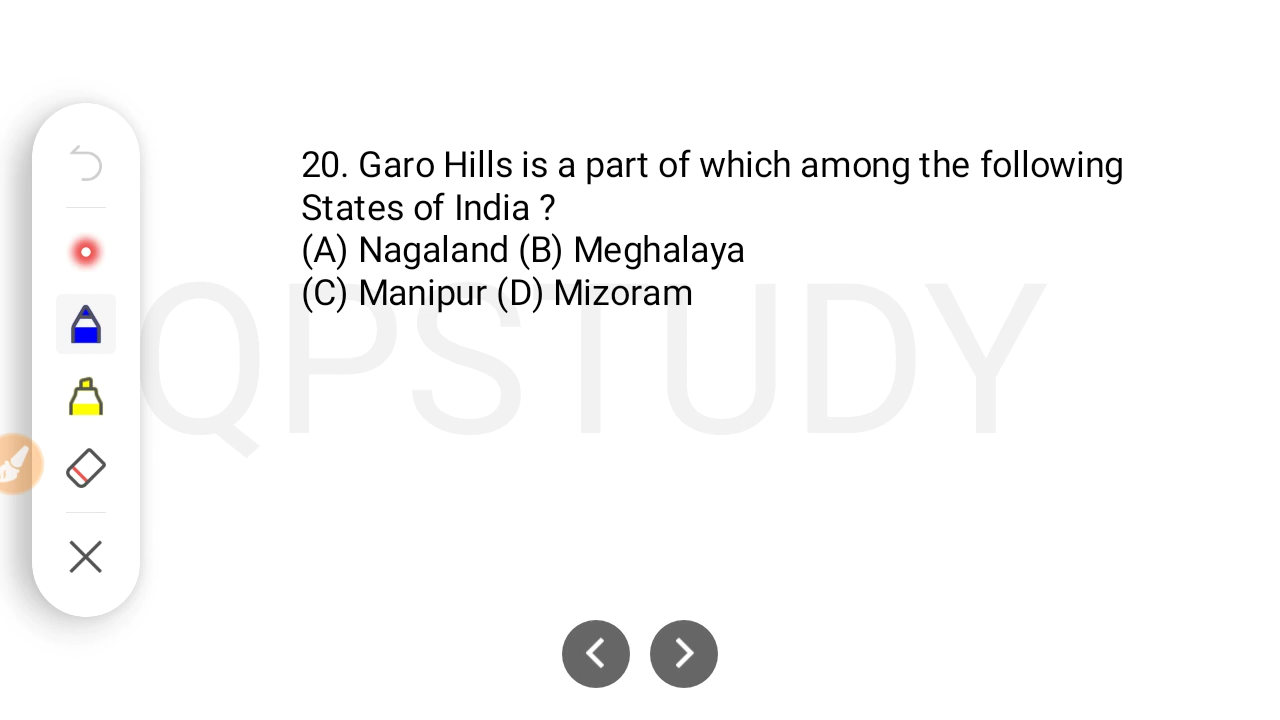 20. Garo Hills is a part of which among the following
States of India ?
(A) Nagaland (B) Meghalaya
(C) Manipur (D) Mizoram
QPSTUDY